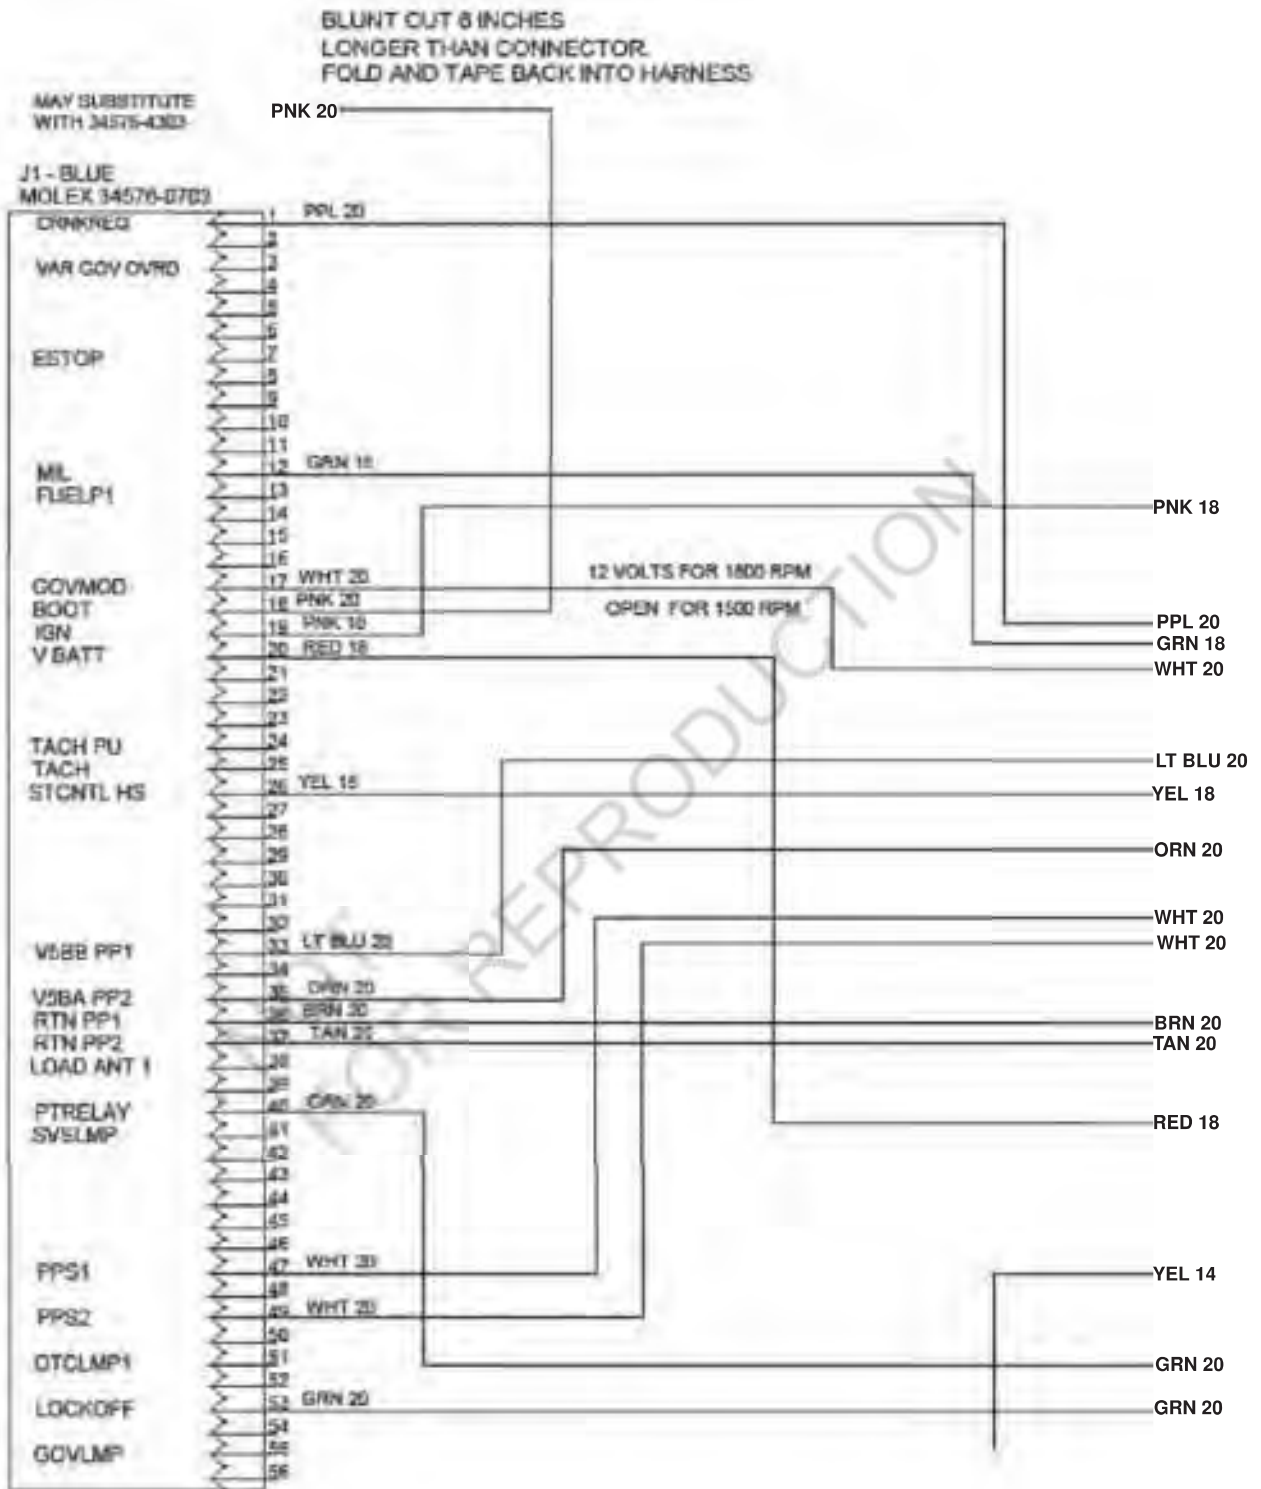 BLUNT CUT 6 INCHES
LONGER THAN CONNECTOR.
FOLD AND TAPE BACK INTO HARNESS
MAY SUBSTITUTE
WITH 34576-4303
PNK 20
J1 - BLUE
MOLEX 34576-0703
CRNKREQ
1
PPL 20
2
VAR GOV OVRD
3
4
5
6
ESTOP
7
8
9
10
11
MIL
12
GRN 18
FUELP1
13
14
PNK 18
15
16
GOVMOD
17
WHT 20
12 VOLTS FOR 1800 RPM
BOOT
18
PNK 20
OPEN FOR 1500 RPM
IGN
19
PNK 18
PPL 20
GRN 18
V BATT
20
RED 18
WHT 20
21
22
23
TACH PU
24
LT BLU 20
TACH
25
STCNTL HS
26
YEL 18
YEL 18
27
28
29
ORN 20
30
31
30
WHT 20
V5BB PP1
33
LT BLU 20
WHT 20
34
V5BA PP2
35
ORN 20
RTN PP1
36
BRN 20
BRN 20
RTN PP2
37
TAN 20
TAN 20
LOAD ANT 1
38
39
PTRELAY
40
ORN 20
SVSLMP
41
RED 18
42
43
44
45
46
PPS1
47
WHT 20
YEL 14
48
PPS2
49
WHT 20
50
OTCLMP1
51
GRN 20
52
LOCKOFF
53
GRN 20
GRN 20
54
GOVLMP
55
56
FOR REPRODUCTION